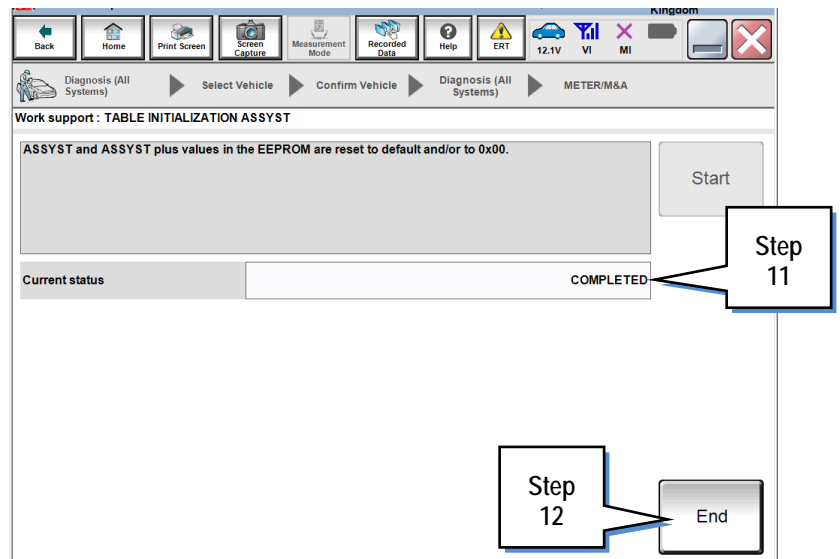 Kingdom
Back
Home
Print Screen
Screen
Capture
Measurement
Mode
Recorded
Data
Help
ERT
12.1V
VI
MI
Diagnosis (All
Systems)
Select Vehicle
Confirm Vehicle
Diagnosis (All
Systems)
METER/M&A
Work support : TABLE INITIALIZATION ASSYST
ASSYST and ASSYST plus values in the EEPROM are reset to default and/or to 0x00.
Start
Step
11
Current status
COMPLETED
Step
12
End